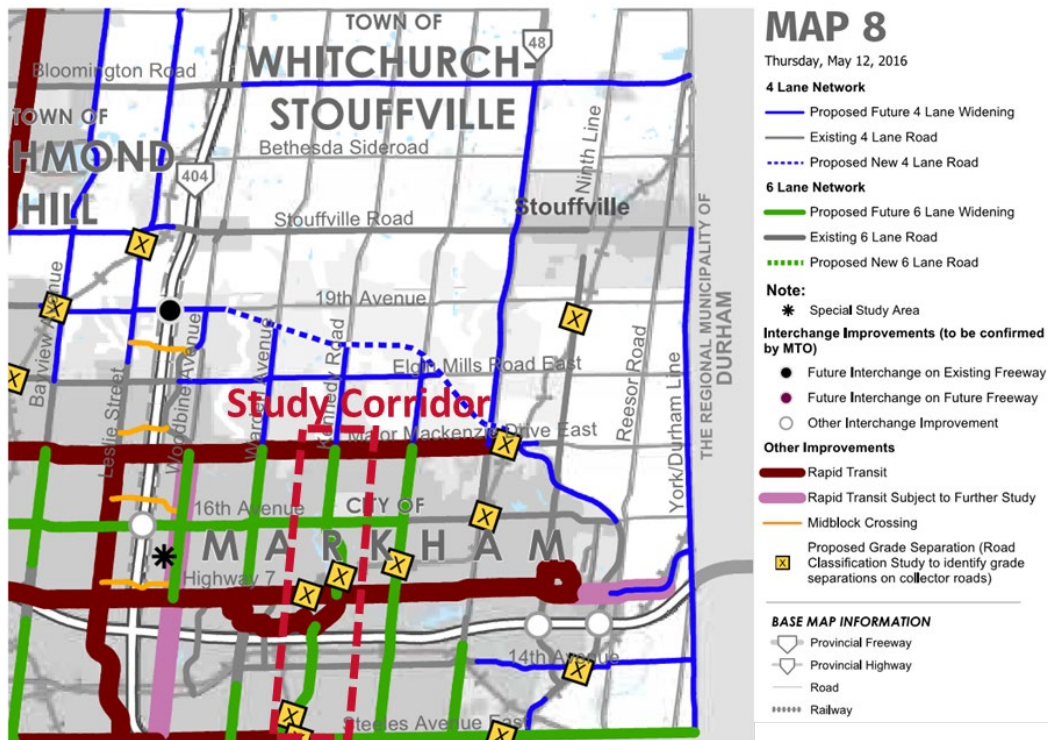 TOWN OF
WHITCHURCH-
STOUFFVILLE
48
Bloomington Road
TOWN OF
HMOND
HILL
404
Bethesda Sideroad
Ninth Line
Stouffville
Stouffville Road
THE REGIONAL MUNICIPALITY OF
DURHAM
19th Avenue
Bayview Avenue
Leslie Street
Woodbine Avenue
Warden Avenue
Kennedy Road
Elgin Mills Road East
Reesor Road
York/Durham Line
Study Corridor
Major Mackenzie Drive East
16th Avenue
CITY OF
MARKHAM
Highway 7
14th Avenue
Steeles Avenue East
MAP 8
Thursday, May 12, 2016
4 Lane Network
Proposed Future 4 Lane Widening
Existing 4 Lane Road
Proposed New 4 Lane Road
6 Lane Network
Proposed Future 6 Lane Widening
Existing 6 Lane Road
Proposed New 6 Lane Road
Note:
Special Study Area
Interchange Improvements (to be confirmed
by MTO)
Future Interchange on Existing Freeway
Future Interchange on Future Freeway
Other Interchange Improvement
Other Improvements
Rapid Transit
Rapid Transit Subject to Further Study
Midblock Crossing
Proposed Grade Separation (Road
Classification Study to identify grade
separations on collector roads)
BASE MAP INFORMATION
Provincial Freeway
Provincial Highway
Road
Railway